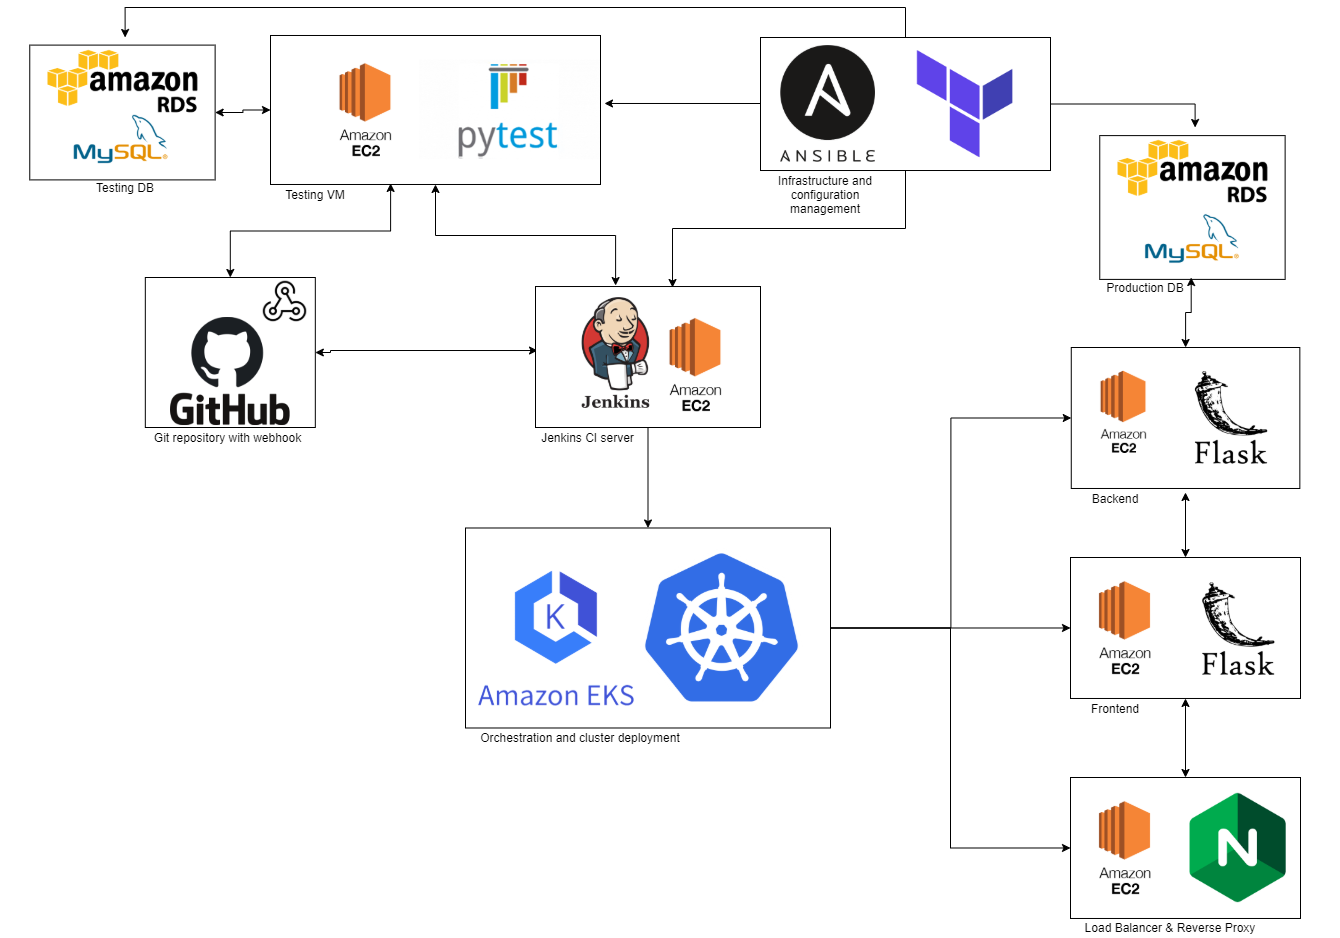 amazon
RDS
MySQL®
Testing DB
Amazon
EC2
pytest
Testing VM
ANSIBLE
Infrastructure and
configuration
management
amazon
RDS
MySQL®
Production DB
GitHub
Git repository with webhook
Jenkins
Amazon
EC2
Jenkins CI server
Amazon
EC2
Flask
Backend
K
Amazon EKS
Orchestration and cluster deployment
Amazon
EC2
Flask
Frontend
Amazon
EC2
N
Load Balancer & Reverse Proxy